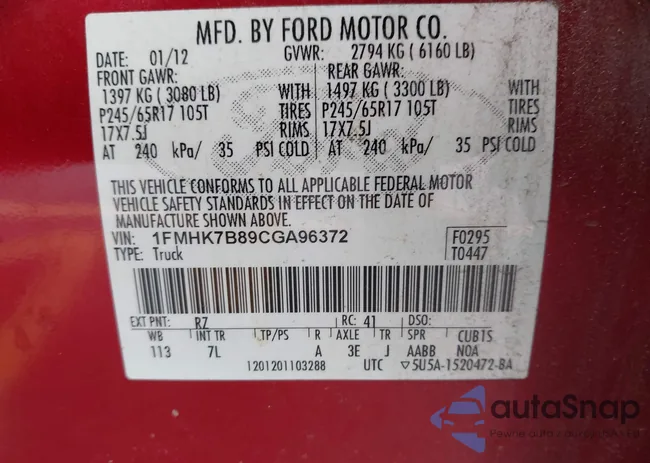 MFD. BY FORD MOTOR CO.
DATE: 01/12 GVWR: 2794 KG ( 6160 LB)
FRONT GAWR: REAR GAWR:
1397 KG ( 3080 LB) WITH 1497 KG ( 3300 LB) WITH
P245/65R17 105T TIRES P245/65R17 105T TIRES
17X7.5J RIMS 17X7.5J RIMS
AT 240 kPa/ 35 PSI COLD AT 240 kPa/ 35 PSI COLD
THIS VEHICLE CONFORMS TO ALL APPLICABLE FEDERAL MOTOR
VEHICLE SAFETY STANDARDS IN EFFECT ON THE DATE OF
MANUFACTURE SHOWN ABOVE.
VIN: 1FMHK7B89CGA96372 F0295
TYPE: Truck T0447
EXT PNT: R7 RC: 41 DSO:
WB INT TR TP/PS R AXLE TR SPR CUB1S
113 7L A 3E J AABB NOA
1201201103288 UTC ▽5U5A-1520472-BA
autaSnap